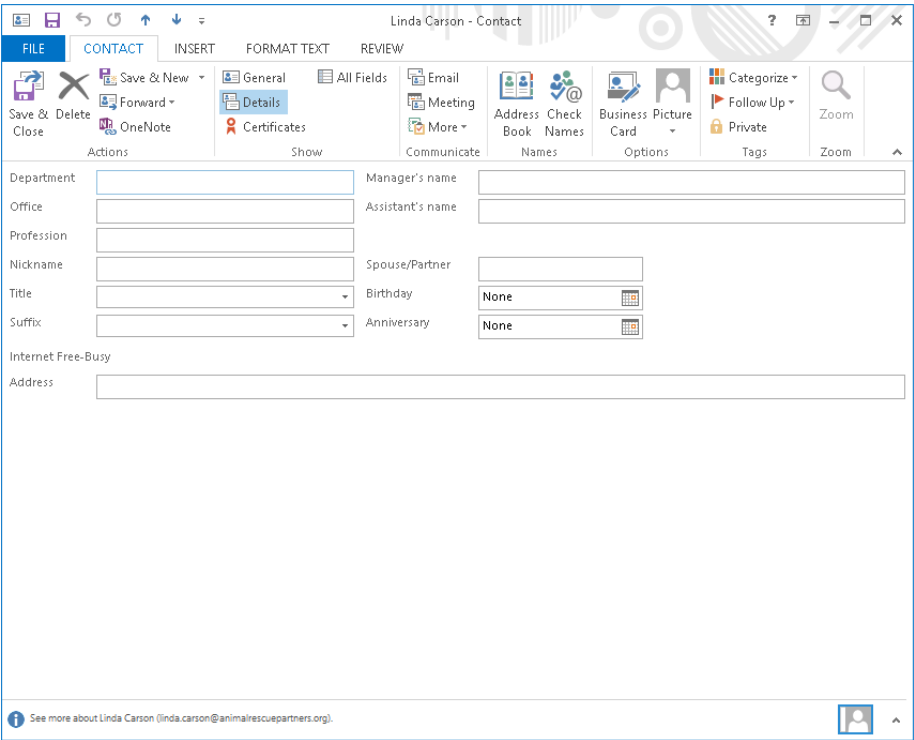 Linda Carson - Contact
?
FILE CONTACT INSERT FORMAT TEXT REVIEW
Save & Close
Delete
Save & New
Forward
OneNote
Actions
General
Details
Certificates
All Fields
Show
Email
Meeting
More
Communicate
Address Book
Check Names
Names
Business Card
Picture
Options
Categorize
Follow Up
Private
Tags
Zoom
Zoom
Department
Manager's name
Office
Assistant's name
Profession
Nickname
Spouse/Partner
Title
Birthday None
Suffix
Anniversary None
Internet Free-Busy
Address
See more about Linda Carson (linda.carson@animalrescuepartners.org).